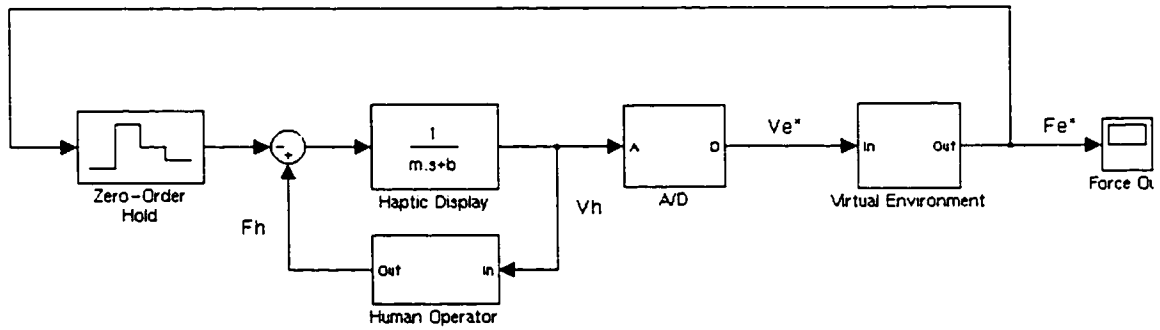 Zero-Order
Hold
-
+
1
m.s+b
Haptic Display
Fh
Out
In
Human Operator
Vh
A
D
A/D
Ve*
In
Out
Virtual Environment
Fe*
Force Ou